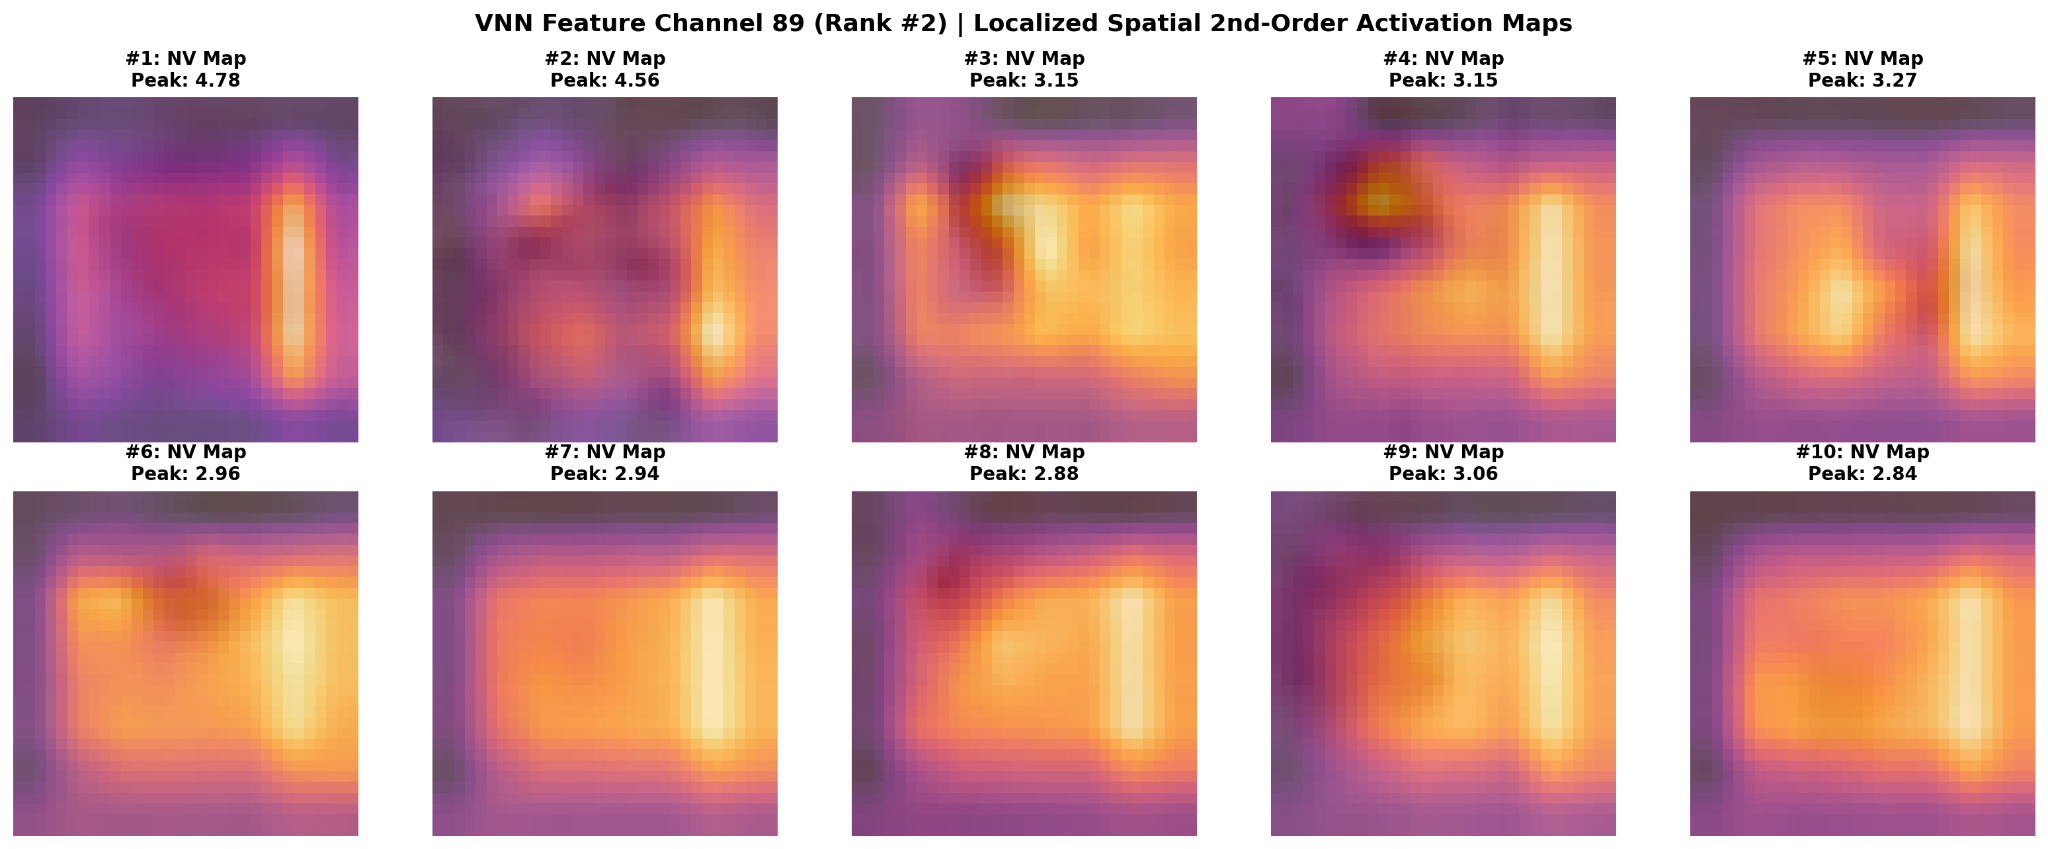 VNN Feature Channel 89 (Rank #2) | Localized Spatial 2nd-Order Activation Maps
#1: NV Map
Peak: 4.78
#2: NV Map
Peak: 4.56
#3: NV Map
Peak: 3.15
#4: NV Map
Peak: 3.15
#5: NV Map
Peak: 3.27
#6: NV Map
Peak: 2.96
#7: NV Map
Peak: 2.94
#8: NV Map
Peak: 2.88
#9: NV Map
Peak: 3.06
#10: NV Map
Peak: 2.84